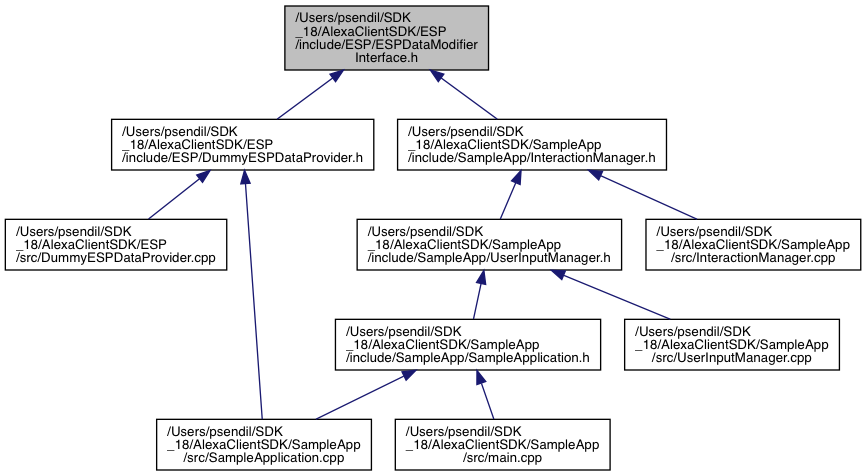 /Users/psendil/SDK
_18/AlexaClientSDK/ESP
/include/ESP/ESPDataModifier
Interface.h
/Users/psendil/SDK
_18/AlexaClientSDK/ESP
/include/ESP/DummyESPDataProvider.h
/Users/psendil/SDK
_18/AlexaClientSDK/SampleApp
/include/SampleApp/InteractionManager.h
/Users/psendil/SDK
_18/AlexaClientSDK/ESP
/src/DummyESPDataProvider.cpp
/Users/psendil/SDK
_18/AlexaClientSDK/SampleApp
/include/SampleApp/UserInputManager.h
/Users/psendil/SDK
_18/AlexaClientSDK/SampleApp
/src/InteractionManager.cpp
/Users/psendil/SDK
_18/AlexaClientSDK/SampleApp
/include/SampleApp/SampleApplication.h
/Users/psendil/SDK
_18/AlexaClientSDK/SampleApp
/src/UserInputManager.cpp
/Users/psendil/SDK
_18/AlexaClientSDK/SampleApp
/src/SampleApplication.cpp
/Users/psendil/SDK
_18/AlexaClientSDK/SampleApp
/src/main.cpp